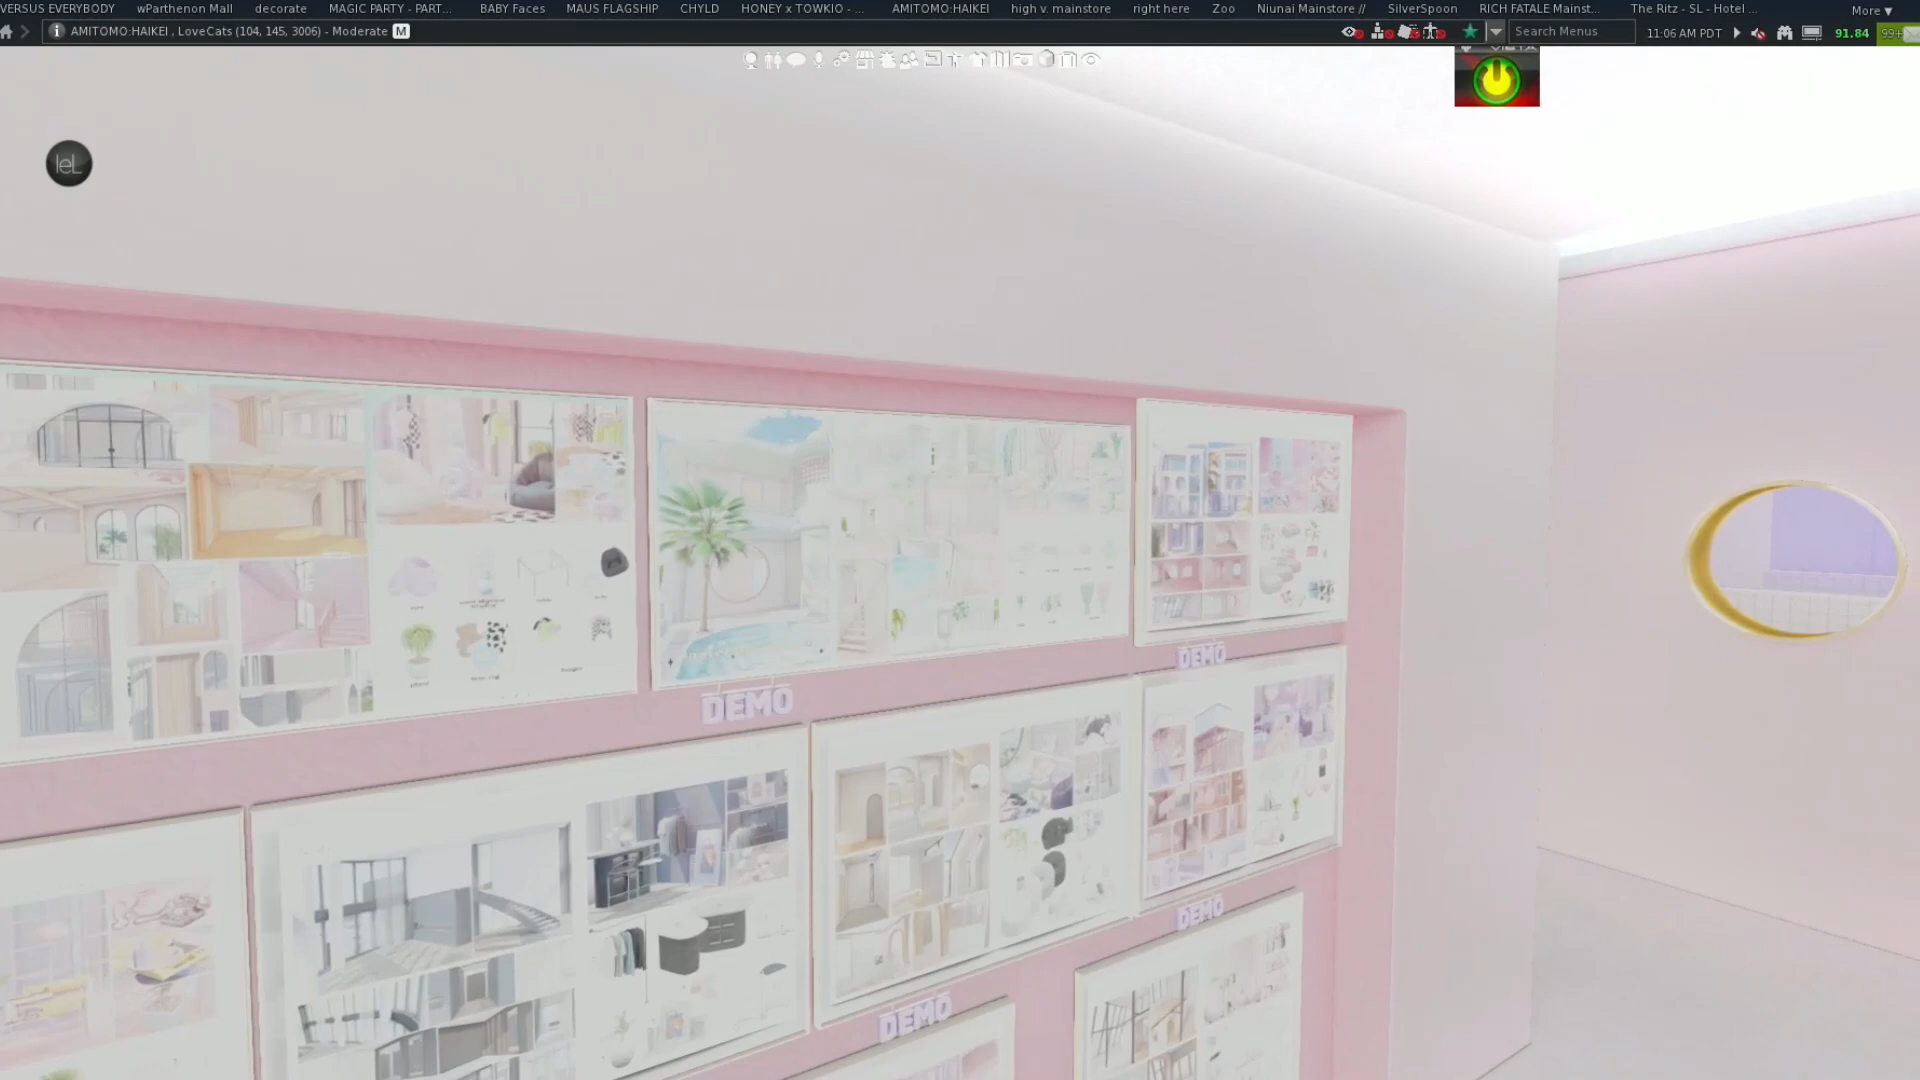 VERSUS EVERYBODY wParthenon Mall decorate MAGIC PARTY - PART... BABY Faces MAUS FLAGSHIP CHYLD HONEY x TOWKIO - ... AMITOMO:HAIKEI high v. mainstore right here Zoo Niunai Mainstore // SilverSpoon RICH FATALE Mainst... The Ritz - SL - Hotel ... More ▼
AMITOMO:HAIKEI , LoveCats (104, 145, 3006) - Moderate M Search Menus 11:06 AM PDT 91.84 99+
leL
DEMO
DEMO
DEMO
DEMO